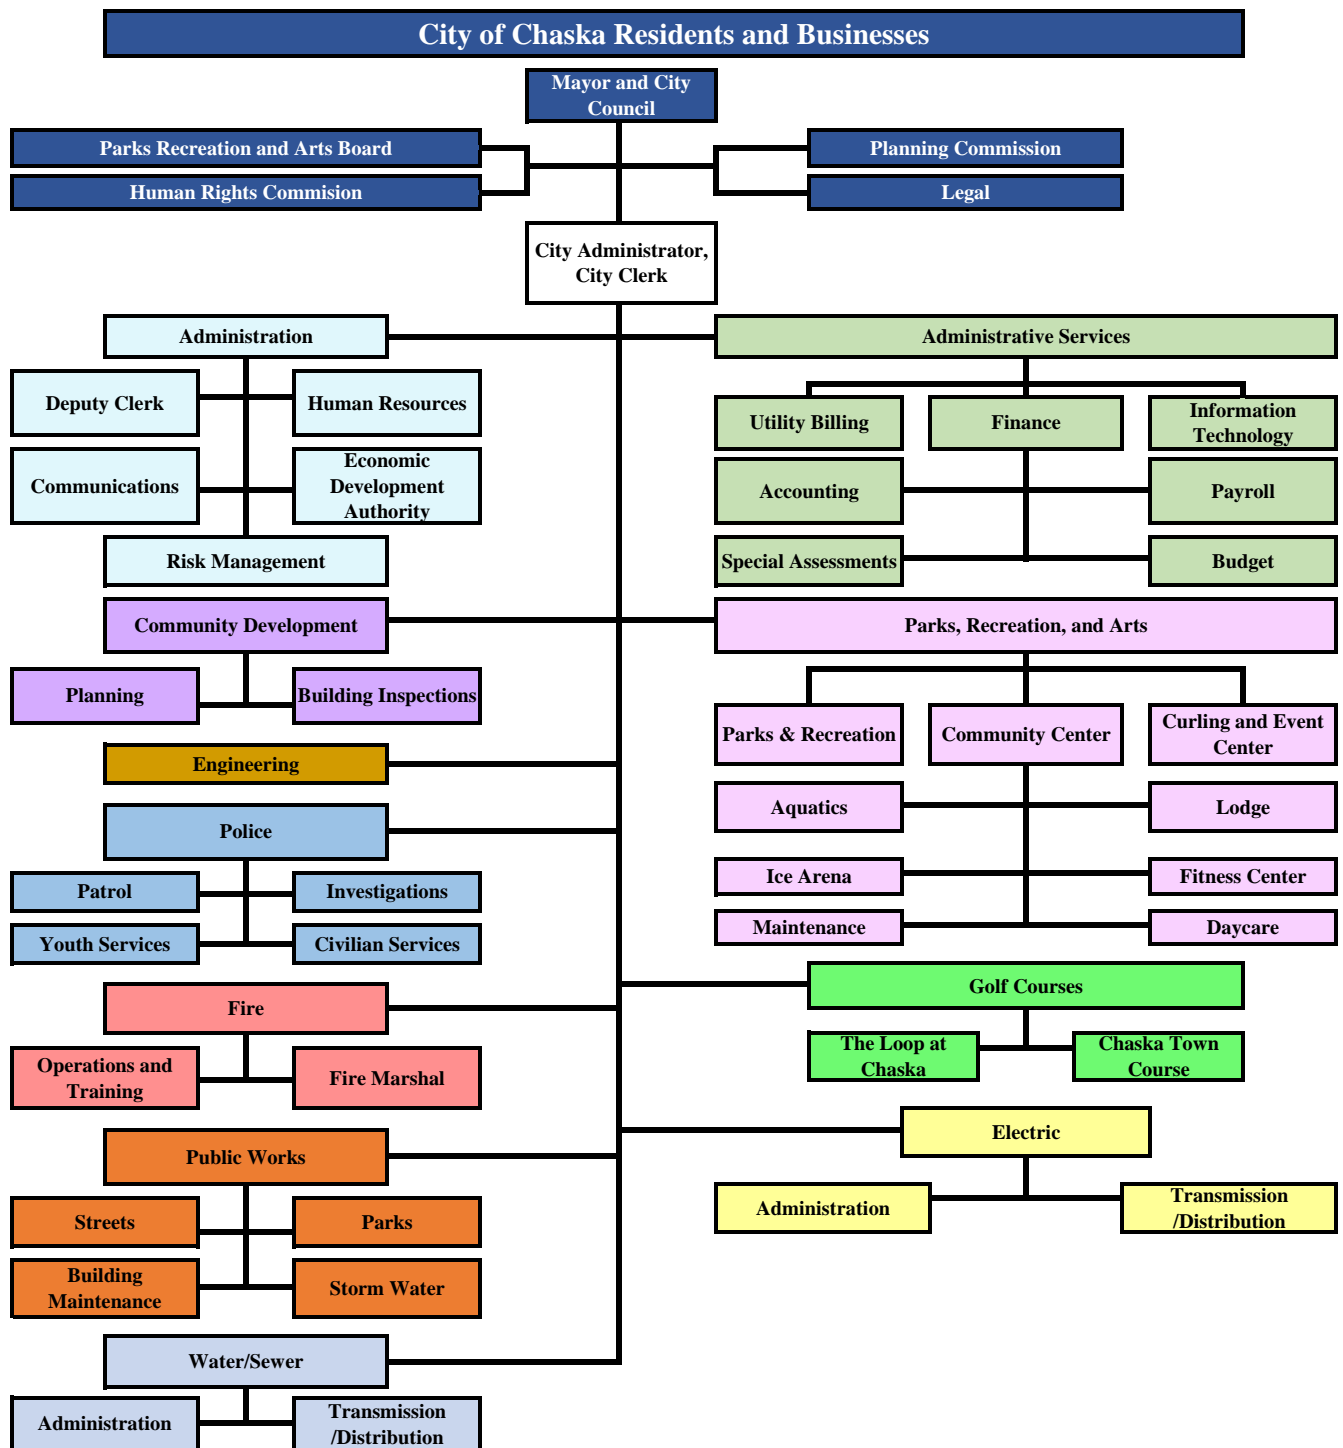 City of Chaska Residents and Businesses
Mayor and City
Council
Parks Recreation and Arts Board
Planning Commission
Human Rights Commision
Legal
City Administrator,
City Clerk
Administration
Deputy Clerk
Human Resources
Communications
Economic
Development
Authority
Risk Management
Administrative Services
Utility Billing
Finance
Information
Technology
Accounting
Payroll
Special Assessments
Budget
Community Development
Planning
Building Inspections
Parks, Recreation, and Arts
Parks & Recreation
Community Center
Curling and Event
Center
Aquatics
Lodge
Ice Arena
Fitness Center
Maintenance
Daycare
Engineering
Police
Patrol
Investigations
Youth Services
Civilian Services
Golf Courses
The Loop at
Chaska
Chaska Town
Course
Fire
Operations and
Training
Fire Marshal
Electric
Administration
Transmission
/Distribution
Public Works
Streets
Parks
Building
Maintenance
Storm Water
Water/Sewer
Administration
Transmission
/Distribution